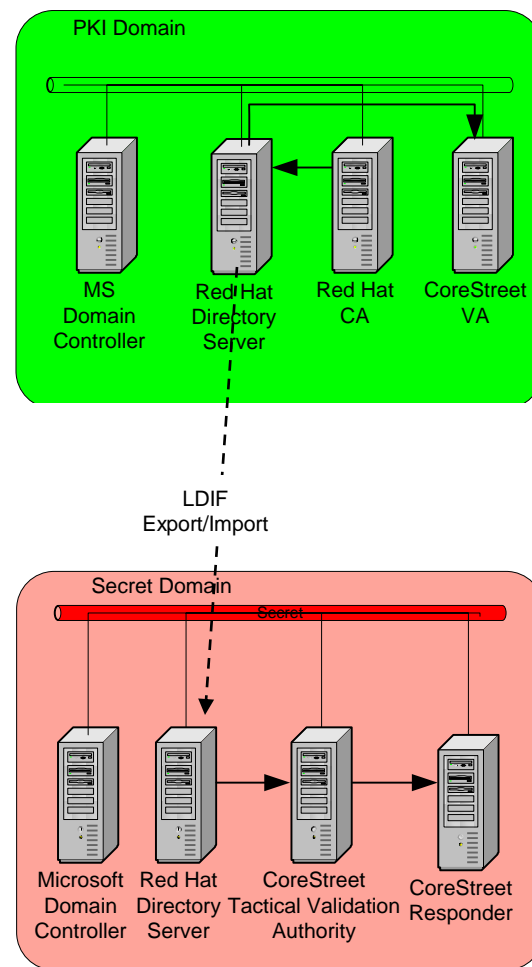 PKI Domain
MS
Domain
Controller
Red Hat
Directory
Server
Red Hat
CA
CoreStreet
VA
LDIF
Export/Import
Secret Domain
Secret
Microsoft
Domain
Controller
Red Hat
Directory
Server
CoreStreet
Tactical Validation
Authority
CoreStreet
Responder